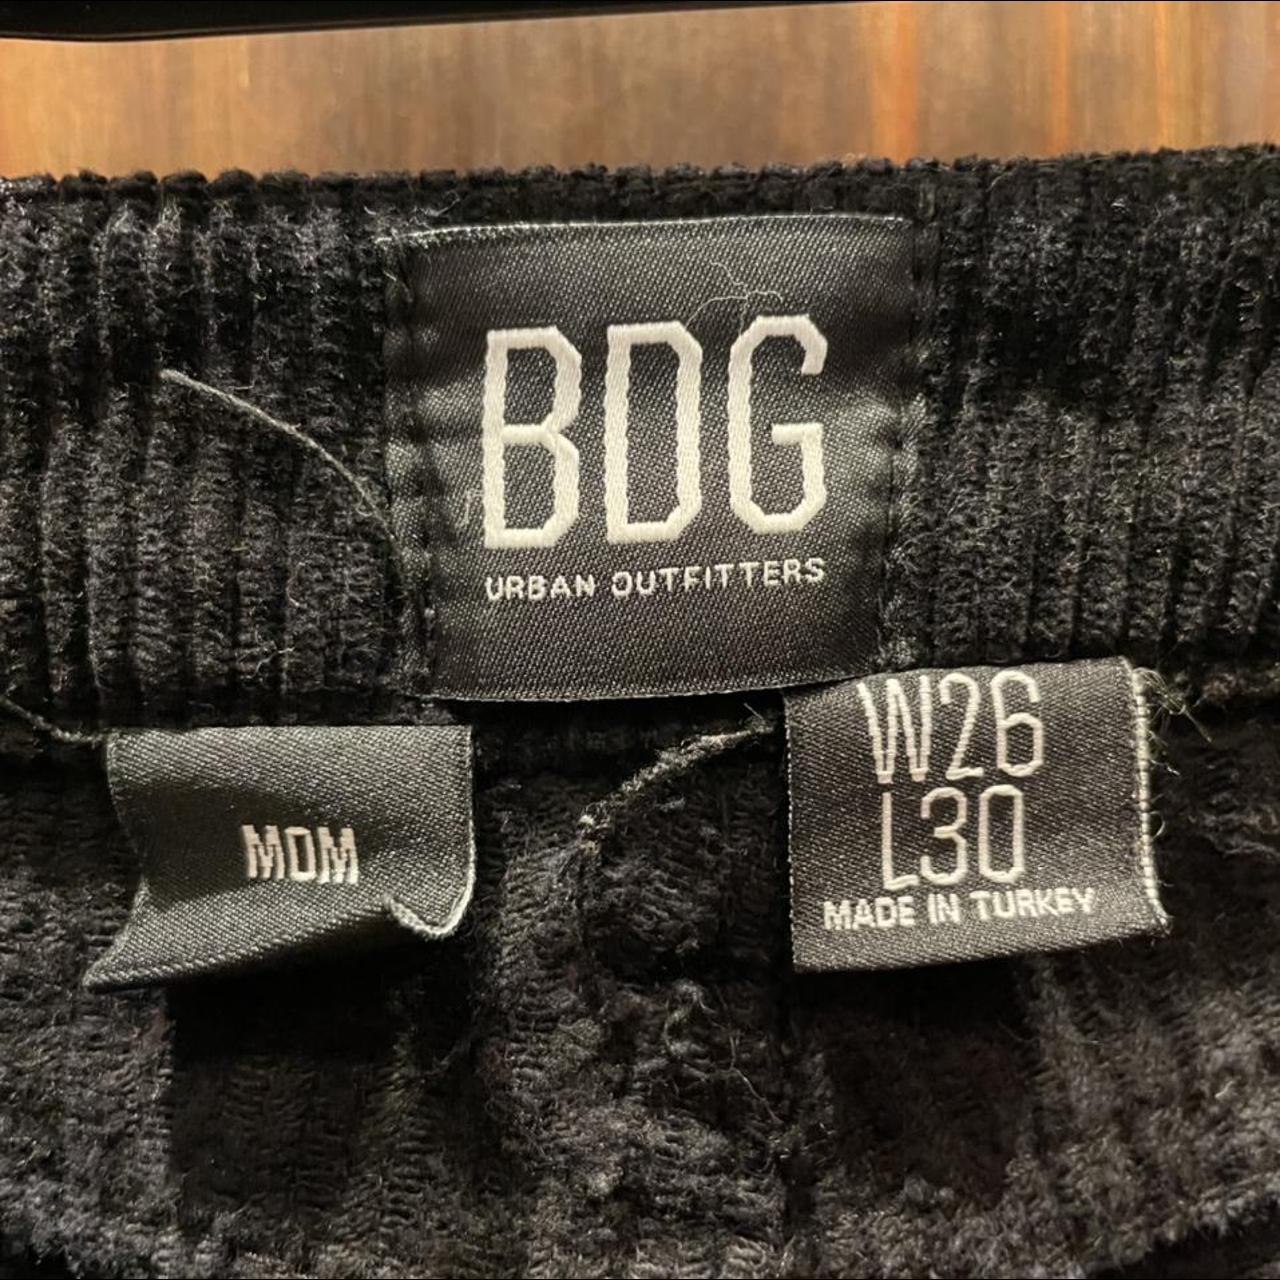 BDG
URBAN OUTFITTERS
MOM
W26
L30
MADE IN TURKEY